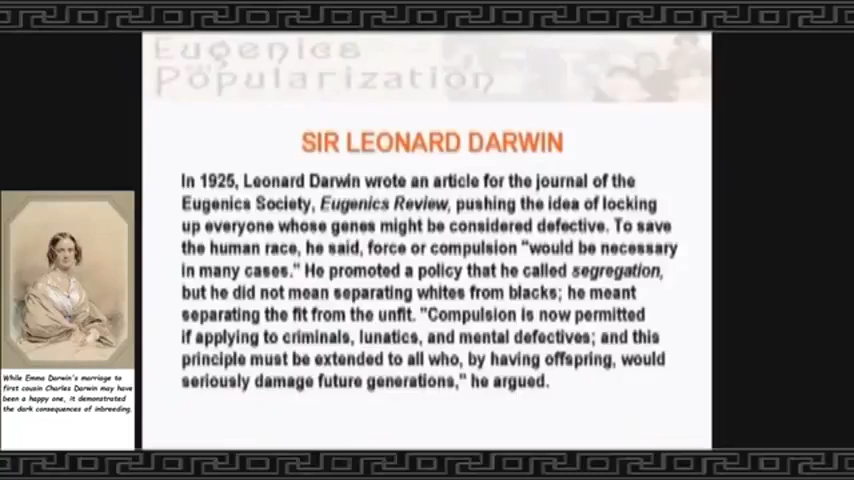 Eugenics
Popularization
SIR LEONARD DARWIN
In 1925, Leonard Darwin wrote an article for the journal of the
Eugenics Society, Eugenics Review, pushing the idea of locking
up everyone whose genes might be considered defective. To save
the human race, he said, force or compulsion "would be necessary
in many cases." He promoted a policy that he called segregation,
but he did not mean separating whites from blacks; he meant
separating the fit from the unfit. "Compulsion is now permitted
if applying to criminals, lunatics, and mental defectives; and this
principle must be extended to all who, by having offspring, would
seriously damage future generations," he argued.
While Emma Darwin's marriage to
first cousin Charles Darwin may have
been a happy one, it demonstrated
the dark consequences of inbreeding.